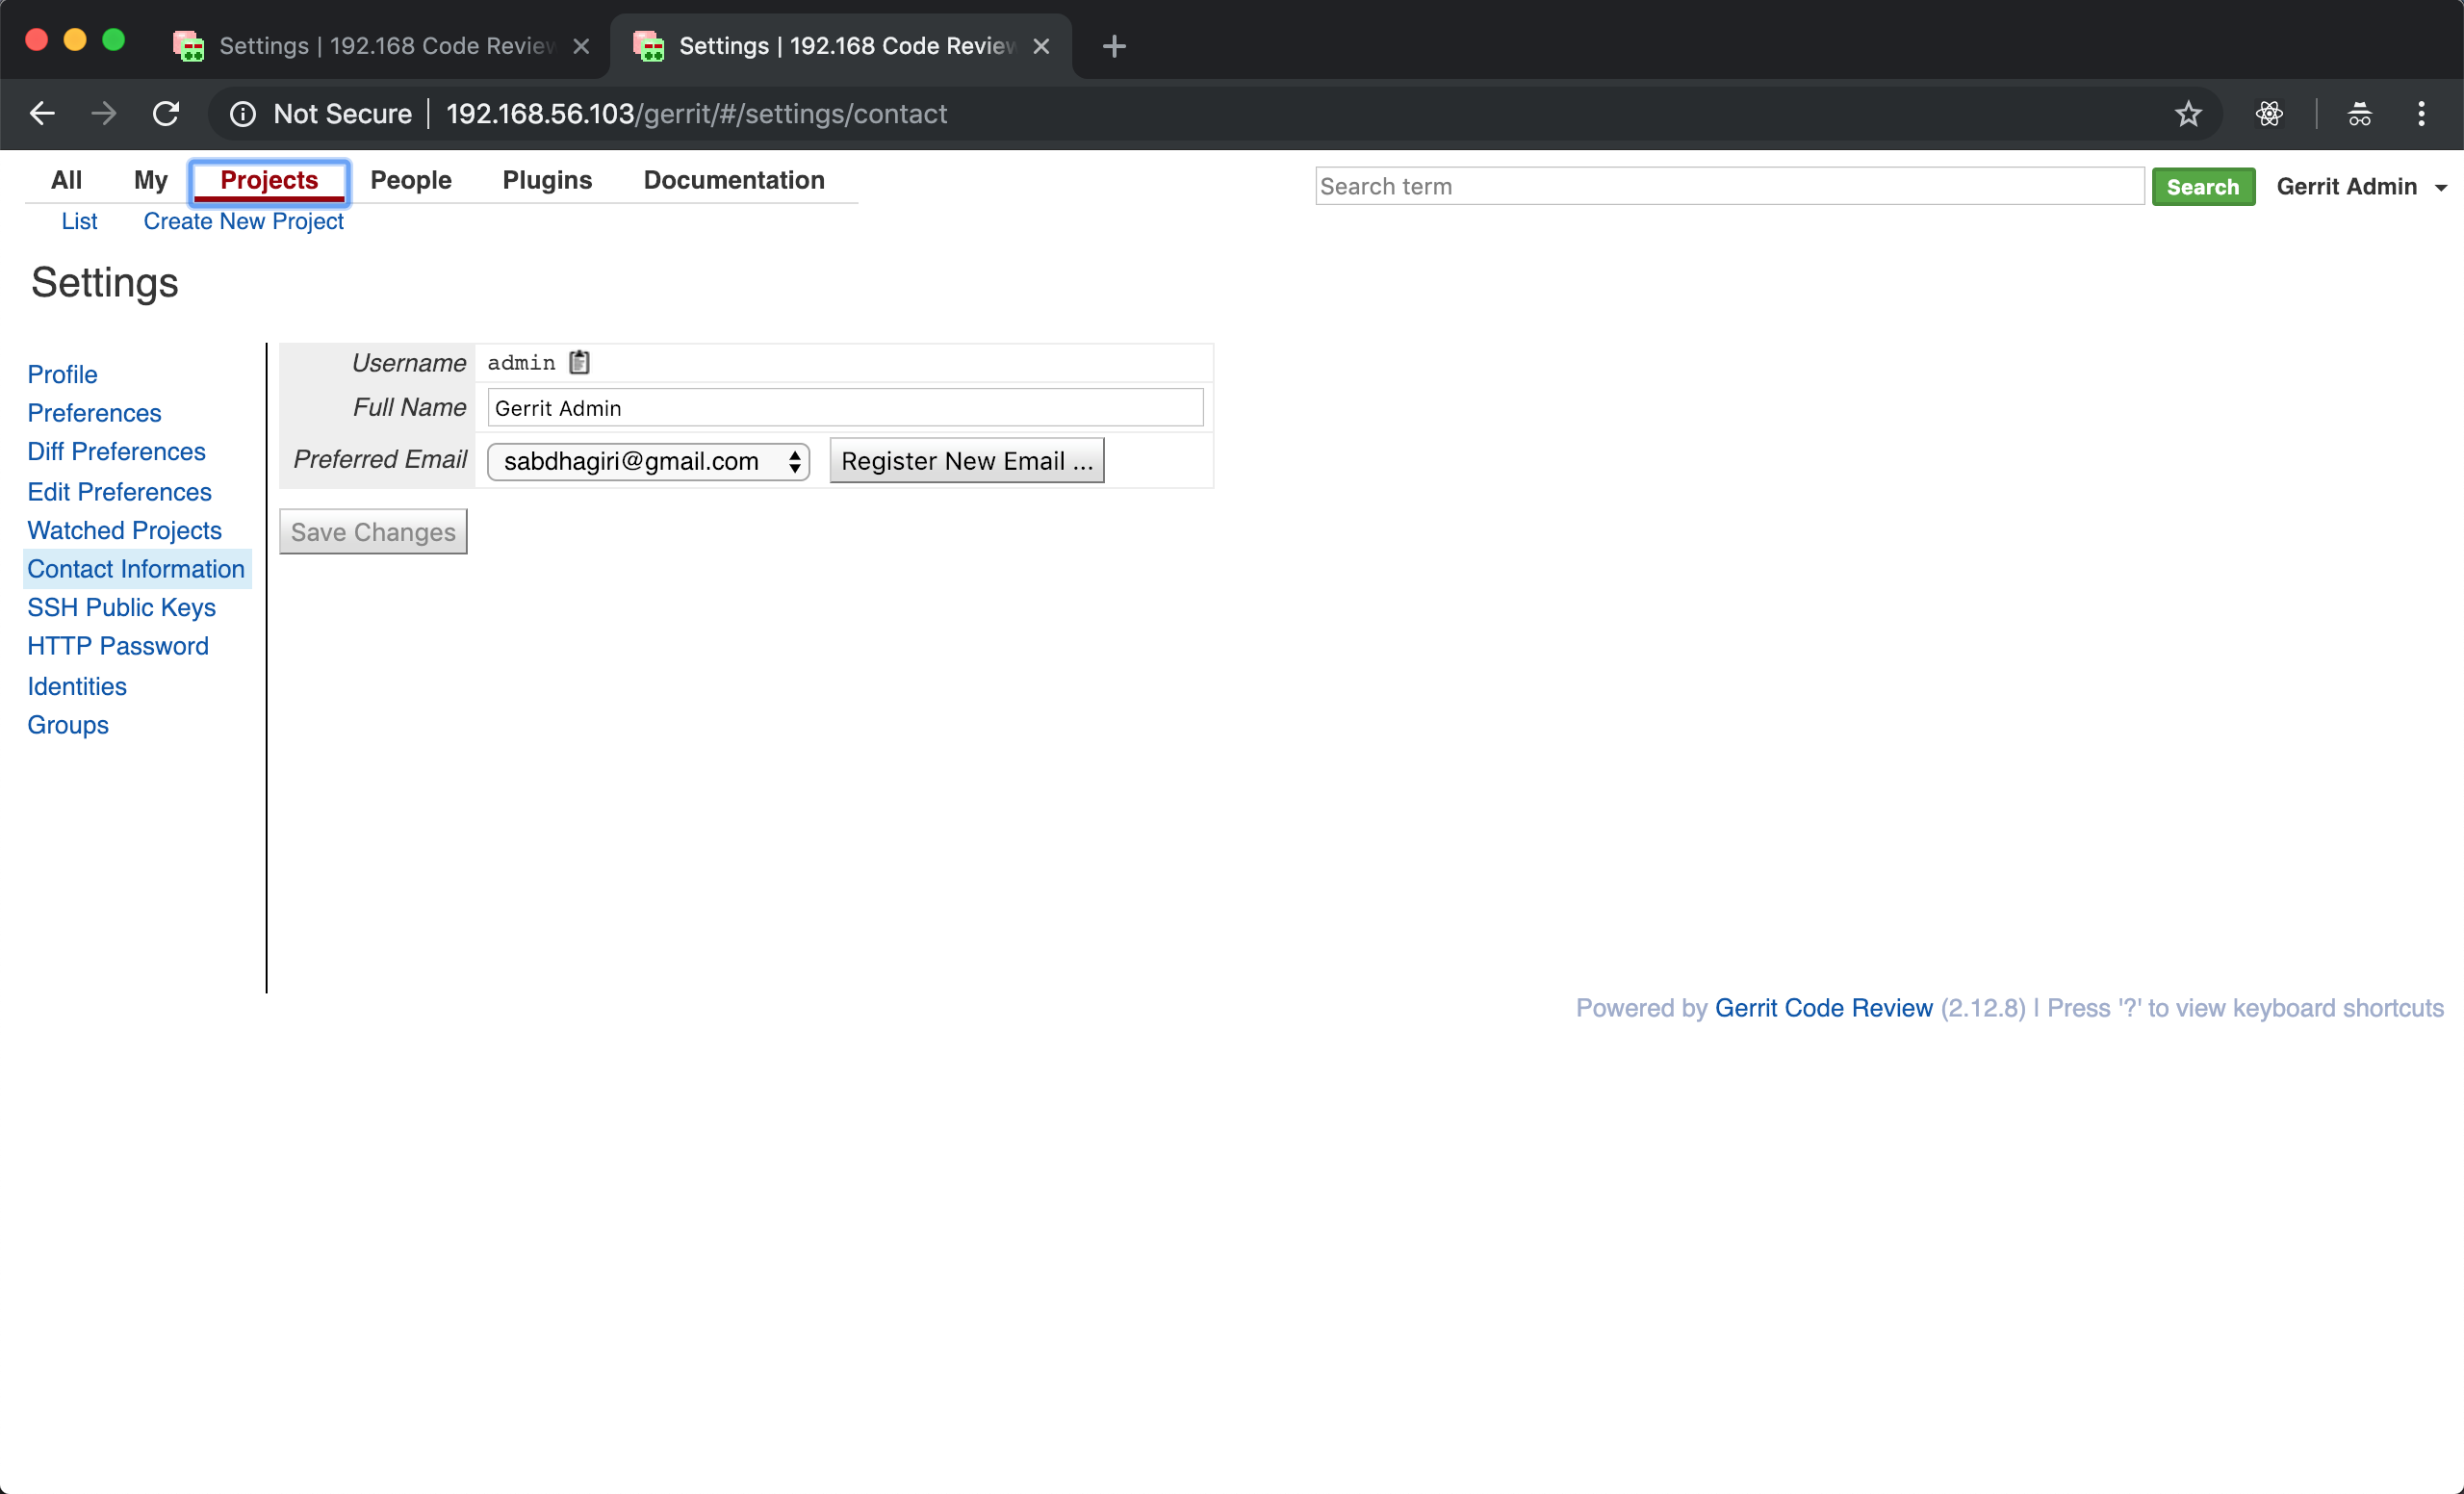 Settings | 192.168 Code Review
Settings | 192.168 Code Review
Not Secure | 192.168.56.103/gerrit/#/settings/contact
All My Projects People Plugins Documentation
Search term Search Gerrit Admin
List Create New Project
Settings
Profile
Preferences
Diff Preferences
Edit Preferences
Watched Projects
Contact Information
SSH Public Keys
HTTP Password
Identities
Groups
Username admin
Full Name Gerrit Admin
Preferred Email sabdhagiri@gmail.com Register New Email ...
Save Changes
Powered by Gerrit Code Review (2.12.8) | Press '?' to view keyboard shortcuts